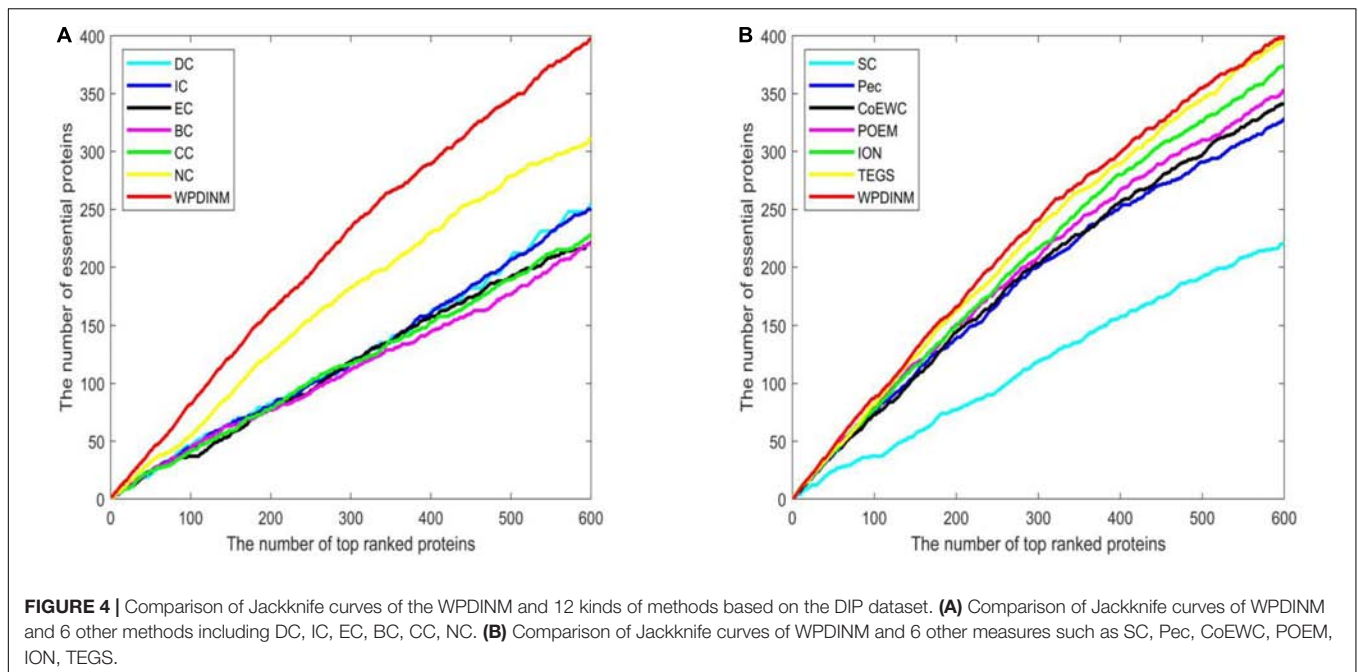 A
400
350
300
250
200
150
100
50
0
The number of essential proteins
DC
IC
EC
BC
CC
NC
WPDINM
0 100 200 300 400 500 600
The number of top ranked proteins
B
400
350
300
250
200
150
100
50
0
The number of essential proteins
SC
Pec
CoEWC
POEM
ION
TEGS
WPDINM
0 100 200 300 400 500 600
The number of top ranked proteins
FIGURE 4 | Comparison of Jackknife curves of the WPDINM and 12 kinds of methods based on the DIP dataset. (A) Comparison of Jackknife curves of WPDINM
and 6 other methods including DC, IC, EC, BC, CC, NC. (B) Comparison of Jackknife curves of WPDINM and 6 other measures such as SC, Pec, CoEWC, POEM,
ION, TEGS.